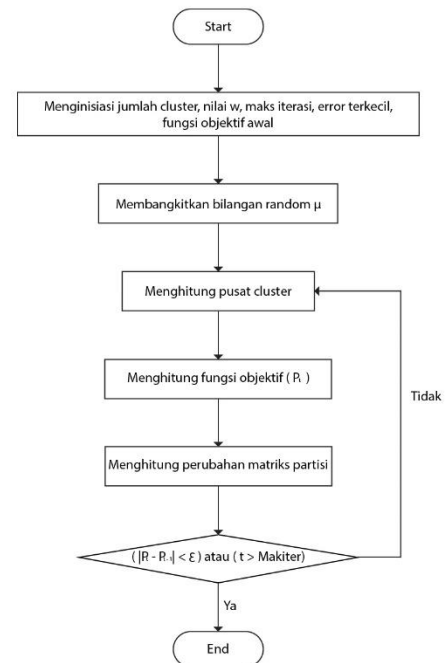 Start
Menginisiasi jumlah cluster, nilai w, maks iterasi, error terkecil,
fungsi objektif awal
Membangkitkan bilangan random μ
Menghitung pusat cluster
Menghitung fungsi objektif ( Pₜ )
Tidak
Menghitung perubahan matriks partisi
( |Pₜ - Pₜ₋₁| < ε ) atau ( t > Makiter)
Ya
End